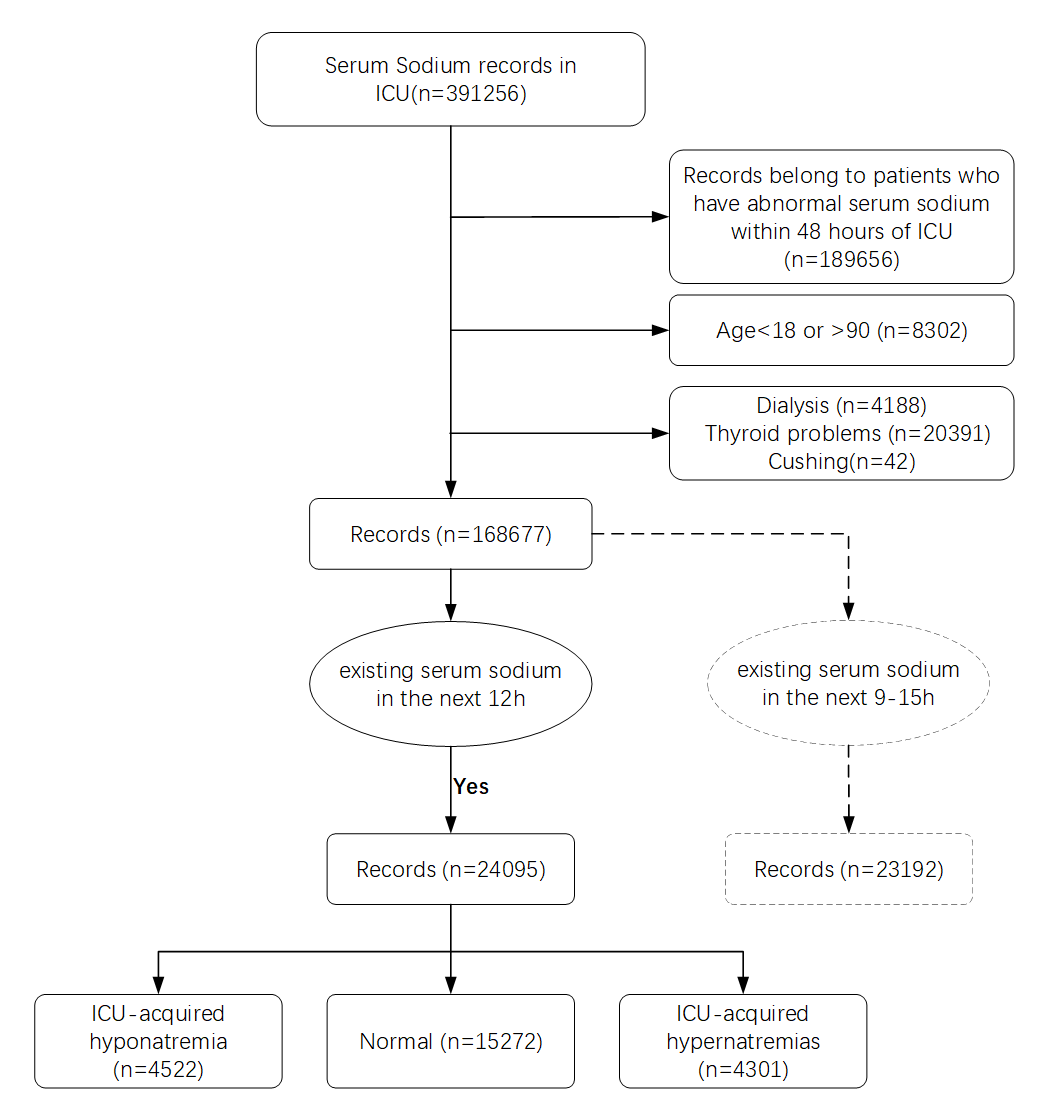 Serum Sodium records in
ICU(n=391256)
Records belong to patients who
have abnormal serum sodium
within 48 hours of ICU
(n=189656)
Age<18 or >90 (n=8302)
Dialysis (n=4188)
Thyroid problems (n=20391)
Cushing(n=42)
Records (n=168677)
existing serum sodium
in the next 12h
existing serum sodium
in the next 9-15h
Yes
Records (n=24095)
Records (n=23192)
ICU-acquired
hyponatremia
(n=4522)
Normal (n=15272)
ICU-acquired
hypernatremias
(n=4301)